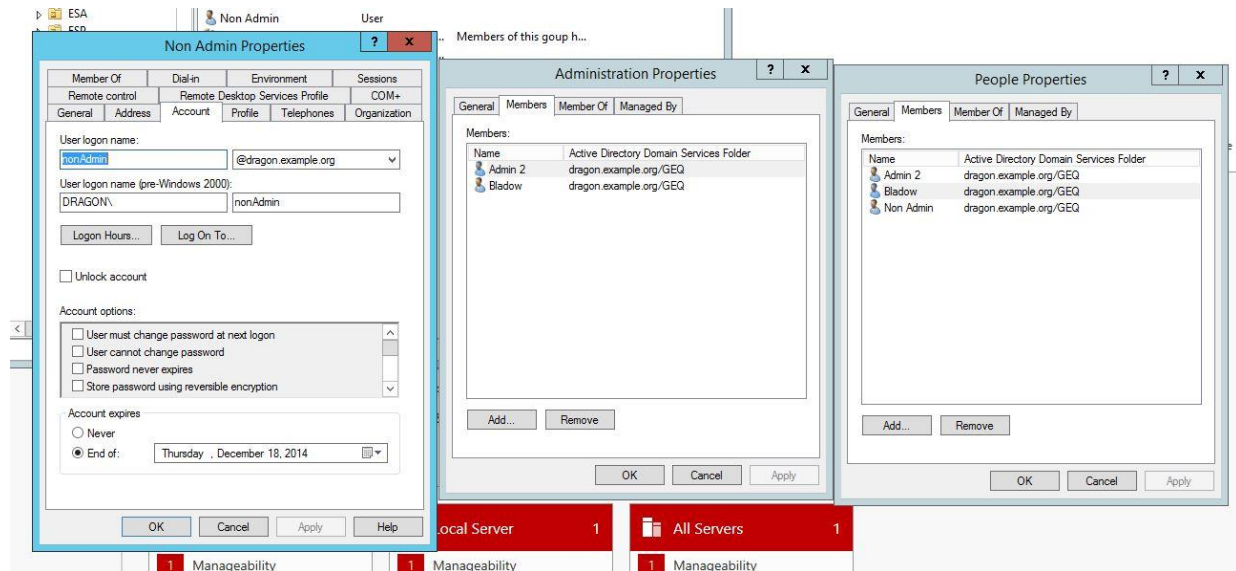 ESA
ESP
Non Admin User
Members of this goup h...
Non Admin Properties
? x
Member Of Dial-in Environment Sessions
Remote control Remote Desktop Services Profile COM+
General Address Account Profile Telephones Organization
User logon name:
nonAdmin @dragon.example.org
User logon name (pre-Windows 2000):
DRAGON\ nonAdmin
Logon Hours... Log On To...
Unlock account
Account options:
User must change password at next logon
User cannot change password
Password never expires
Store password using reversible encryption
Account expires
Never
End of: Thursday , December 18, 2014
OK Cancel Apply Help
Administration Properties
? x
General Members Member Of Managed By
Members:
Name Active Directory Domain Services Folder
Admin 2 dragon.example.org/GEQ
Bladow dragon.example.org/GEQ
Add... Remove
OK Cancel Apply
People Properties
? x
General Members Member Of Managed By
Members:
Name Active Directory Domain Services Folder
Admin 2 dragon.example.org/GEQ
Bladow dragon.example.org/GEQ
Non Admin dragon.example.org/GEQ
Add... Remove
OK Cancel Apply
Local Server 1
All Servers 1
1 Manageability
1 Manageability
1 Manageability